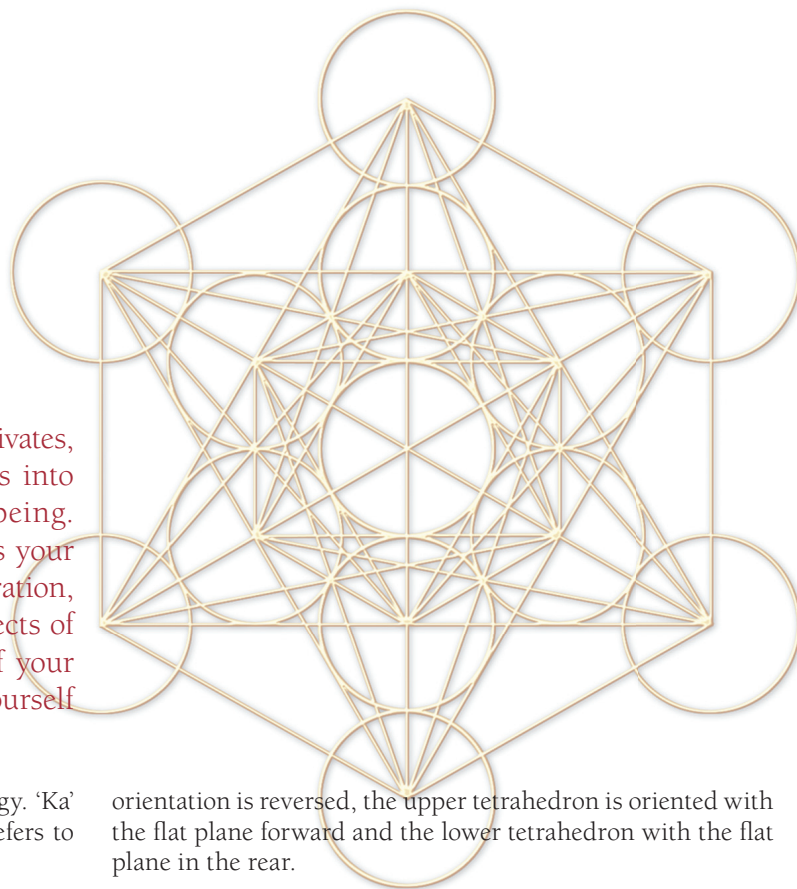 ivates,
s into
being.
s your
ration,
ects of
f your
ourself
gy. ‘Ka’
efers to
orientation is reversed, the upper tetrahedron is oriented with
the flat plane forward and the lower tetrahedron with the flat
plane in the rear.